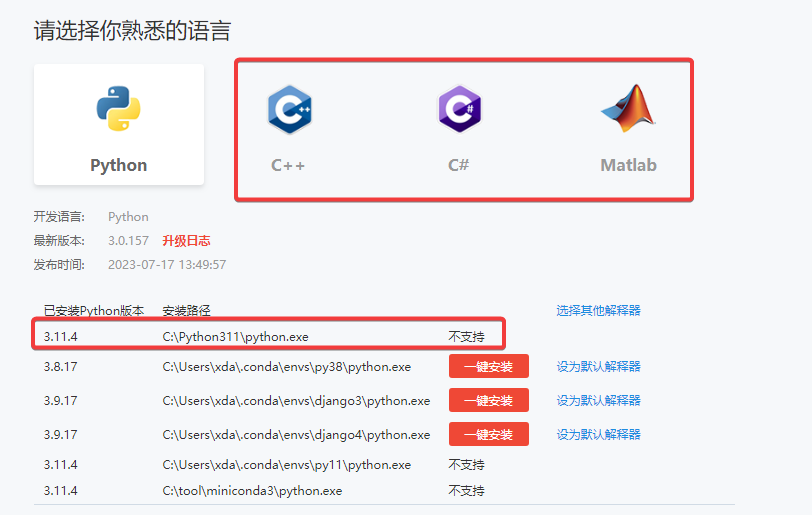 请选择你熟悉的语言
C++ C#
Python C++ C# Matlab
开发语言: Python
最新版本: 3.0.157 升级日志
发布时间: 2023-07-17 13:49:57
已安装Python版本 安装路径 选择其他解释器
3.11.4 C:\Python311\python.exe 不支持
3.8.17 C:\Users\xda\.conda\envs\py38\python.exe 一键安装 设为默认解释器
3.9.17 C:\Users\xda\.conda\envs\django3\python.exe 一键安装 设为默认解释器
3.9.17 C:\Users\xda\.conda\envs\django4\python.exe 一键安装 设为默认解释器
3.11.4 C:\Users\xda\.conda\envs\py11\python.exe 不支持
3.11.4 C:\tool\miniconda3\python.exe 不支持